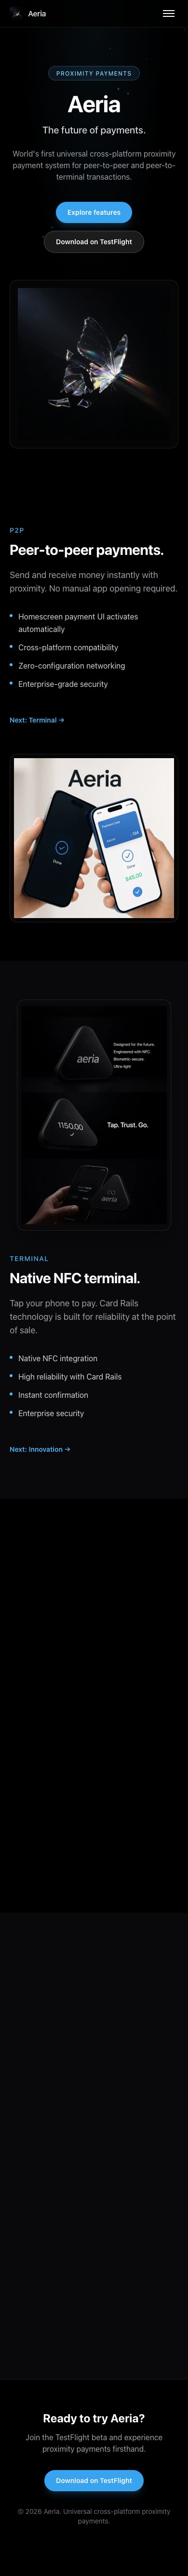 Aeria
PROXIMITY PAYMENTS
Aeria
The future of payments.
World's first universal cross-platform proximity
payment system for peer-to-peer and peer-to-
terminal transactions.
Explore features
Download on TestFlight
P2P
Peer-to-peer payments.
Send and receive money instantly with
proximity. No manual app opening required.
Homescreen payment UI activates
automatically
Cross-platform compatibility
Zero-configuration networking
Enterprise-grade security
Next: Terminal →
Aeria
Done
Done
$45.00
aeria
Designed for the future.
Engineered with NFC.
Biometric-secure.
Ultra-light
1150.00
Tap. Trust. Go.
TERMINAL
Native NFC terminal.
Tap your phone to pay. Card Rails
technology is built for reliability at the point
of sale.
Native NFC integration
High reliability with Card Rails
Instant confirmation
Enterprise security
Next: Innovation →
Ready to try Aeria?
Join the TestFlight beta and experience
proximity payments firsthand.
Download on TestFlight
© 2026 Aeria. Universal cross-platform proximity
payments.